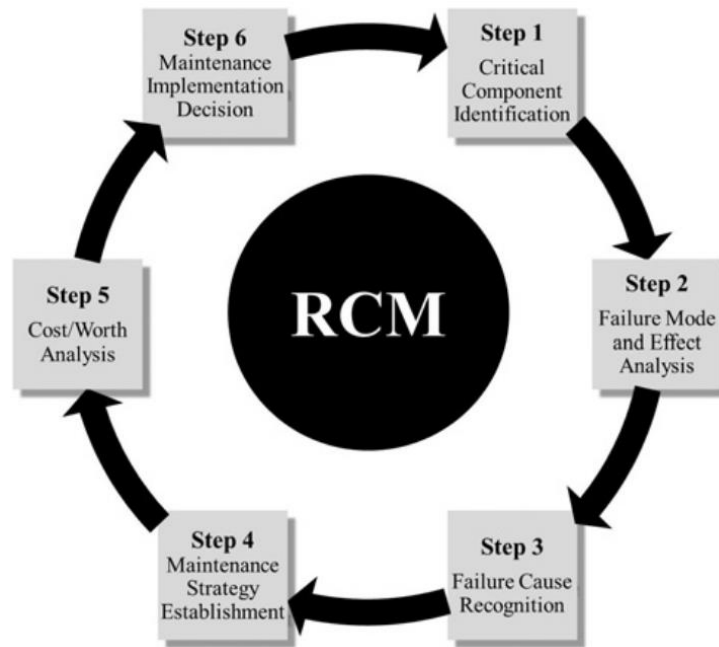 Step 1
Critical
Component
Identification
Step 2
Failure Mode
and Effect
Analysis
Step 3
Failure Cause
Recognition
Step 4
Maintenance
Strategy
Establishment
Step 5
Cost/Worth
Analysis
Step 6
Maintenance
Implementation
Decision
RCM